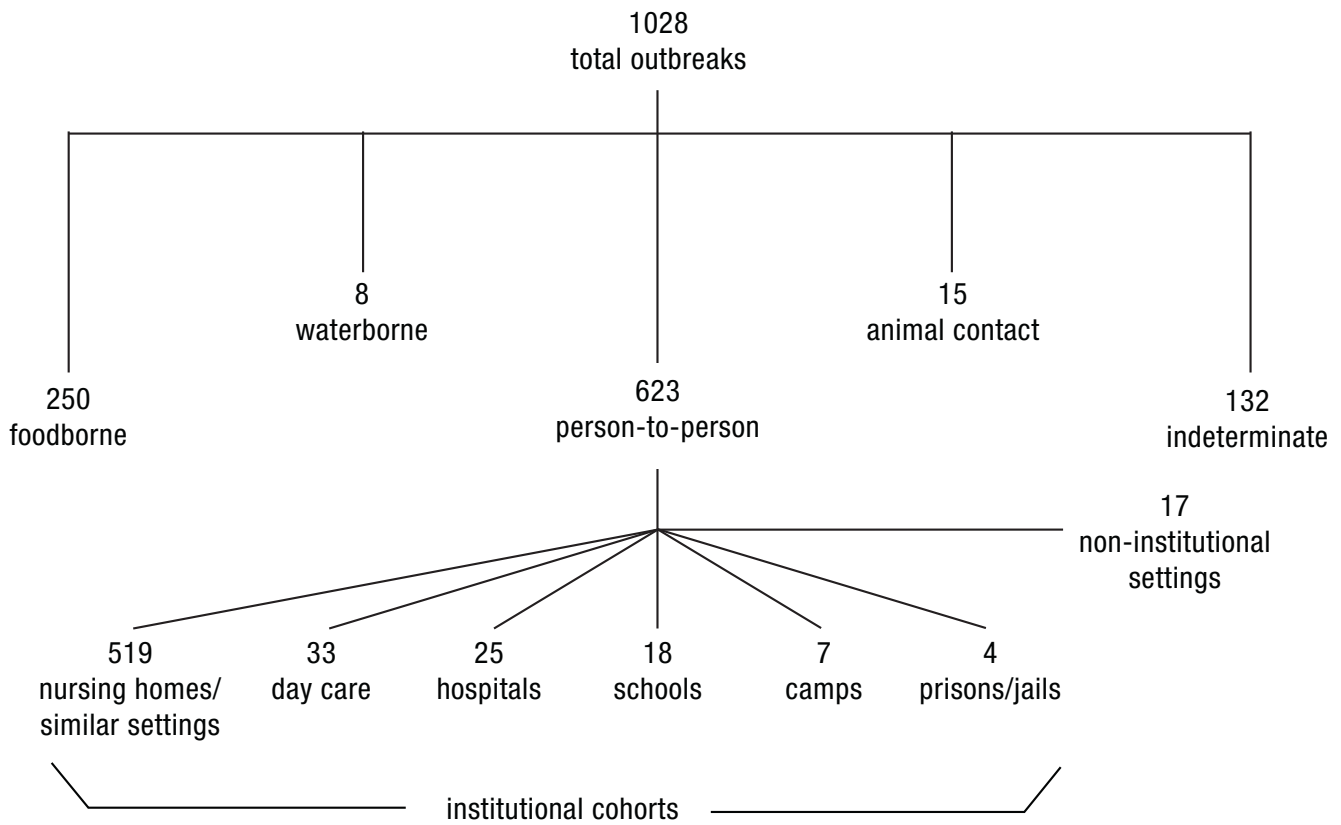 1028
total outbreaks
8
waterborne
15
animal contact
250
foodborne
623
person-to-person
132
indeterminate
17
non-institutional
settings
519
nursing homes/
similar settings
33
day care
25
hospitals
18
schools
7
camps
4
prisons/jails
institutional cohorts